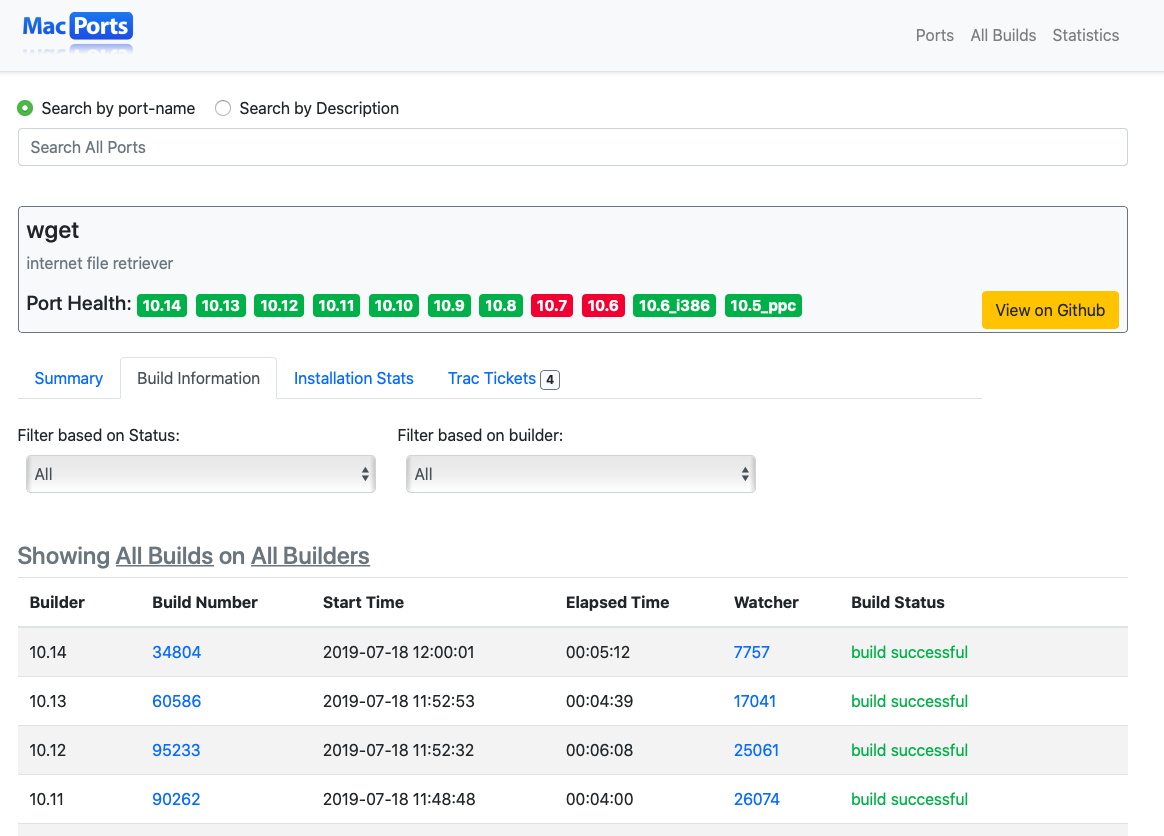 MacPorts
Ports All Builds Statistics
Search by port-name Search by Description
Search All Ports
wget
internet file retriever
Port Health: 10.14 10.13 10.12 10.11 10.10 10.9 10.8 10.7 10.6 10.6_i386 10.5_ppc
View on Github
Summary Build Information Installation Stats Trac Tickets 4
Filter based on Status: Filter based on builder:
All All
Showing All Builds on All Builders
Builder Build Number Start Time Elapsed Time Watcher Build Status
10.14 34804 2019-07-18 12:00:01 00:05:12 7757 build successful
10.13 60586 2019-07-18 11:52:53 00:04:39 17041 build successful
10.12 95233 2019-07-18 11:52:32 00:06:08 25061 build successful
10.11 90262 2019-07-18 11:48:48 00:04:00 26074 build successful